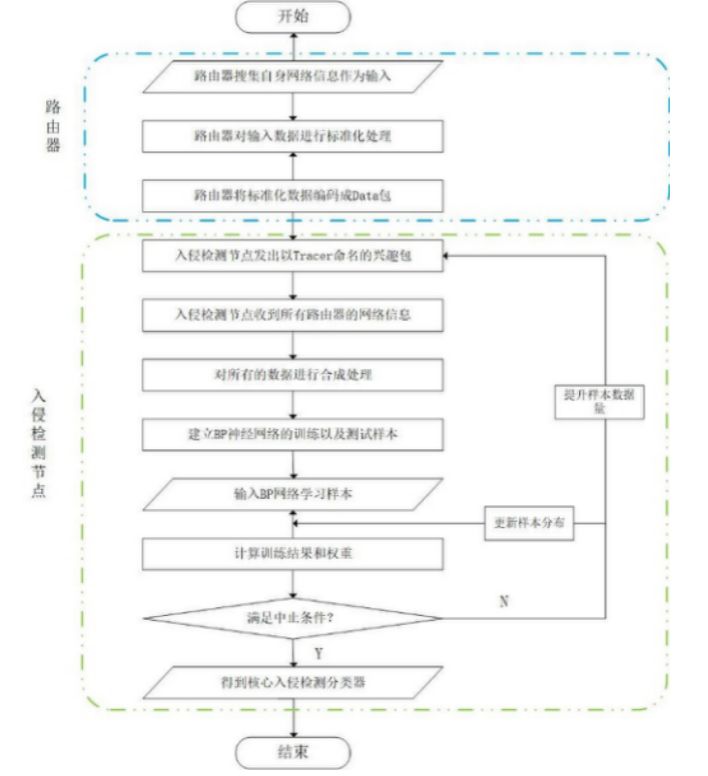 开始
路由器搜集自身网络信息作为输入
路由器
路由器对输入数据进行标准化处理
路由器将标准化数据编码成Data包
入侵检测节点发出以Tracer命名的兴趣包
入侵检测节点收到所有路由器的网络信息
对所有的数据进行合成处理
提升样本数据
量
入侵检测节点
建立BP神经网络的训练以及测试样本
输入BP网络学习样本
更新样本分布
计算训练结果和权重
满足中止条件?
N
Y
得到核心入侵检测分类器
结束